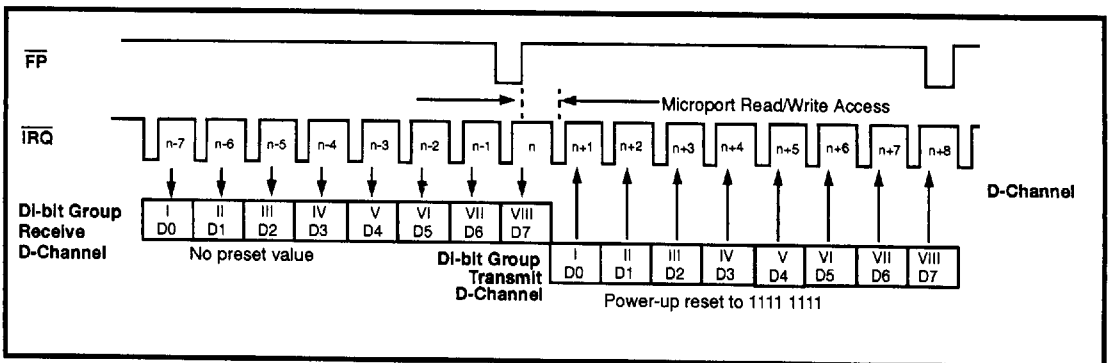 FP
Microport Read/Write Access
IRQ
n-7 n-6 n-5 n-4 n-3 n-2 n-1 n n+1 n+2 n+3 n+4 n+5 n+6 n+7 n+8
D-Channel
Di-bit Group
Receive
D-Channel
I II III IV V VI VII VIII
D0 D1 D2 D3 D4 D5 D6 D7
No preset value
Di-bit Group
Transmit
D-Channel
I II III IV V VI VII VIII
D0 D1 D2 D3 D4 D5 D6 D7
Power-up reset to 1111 1111